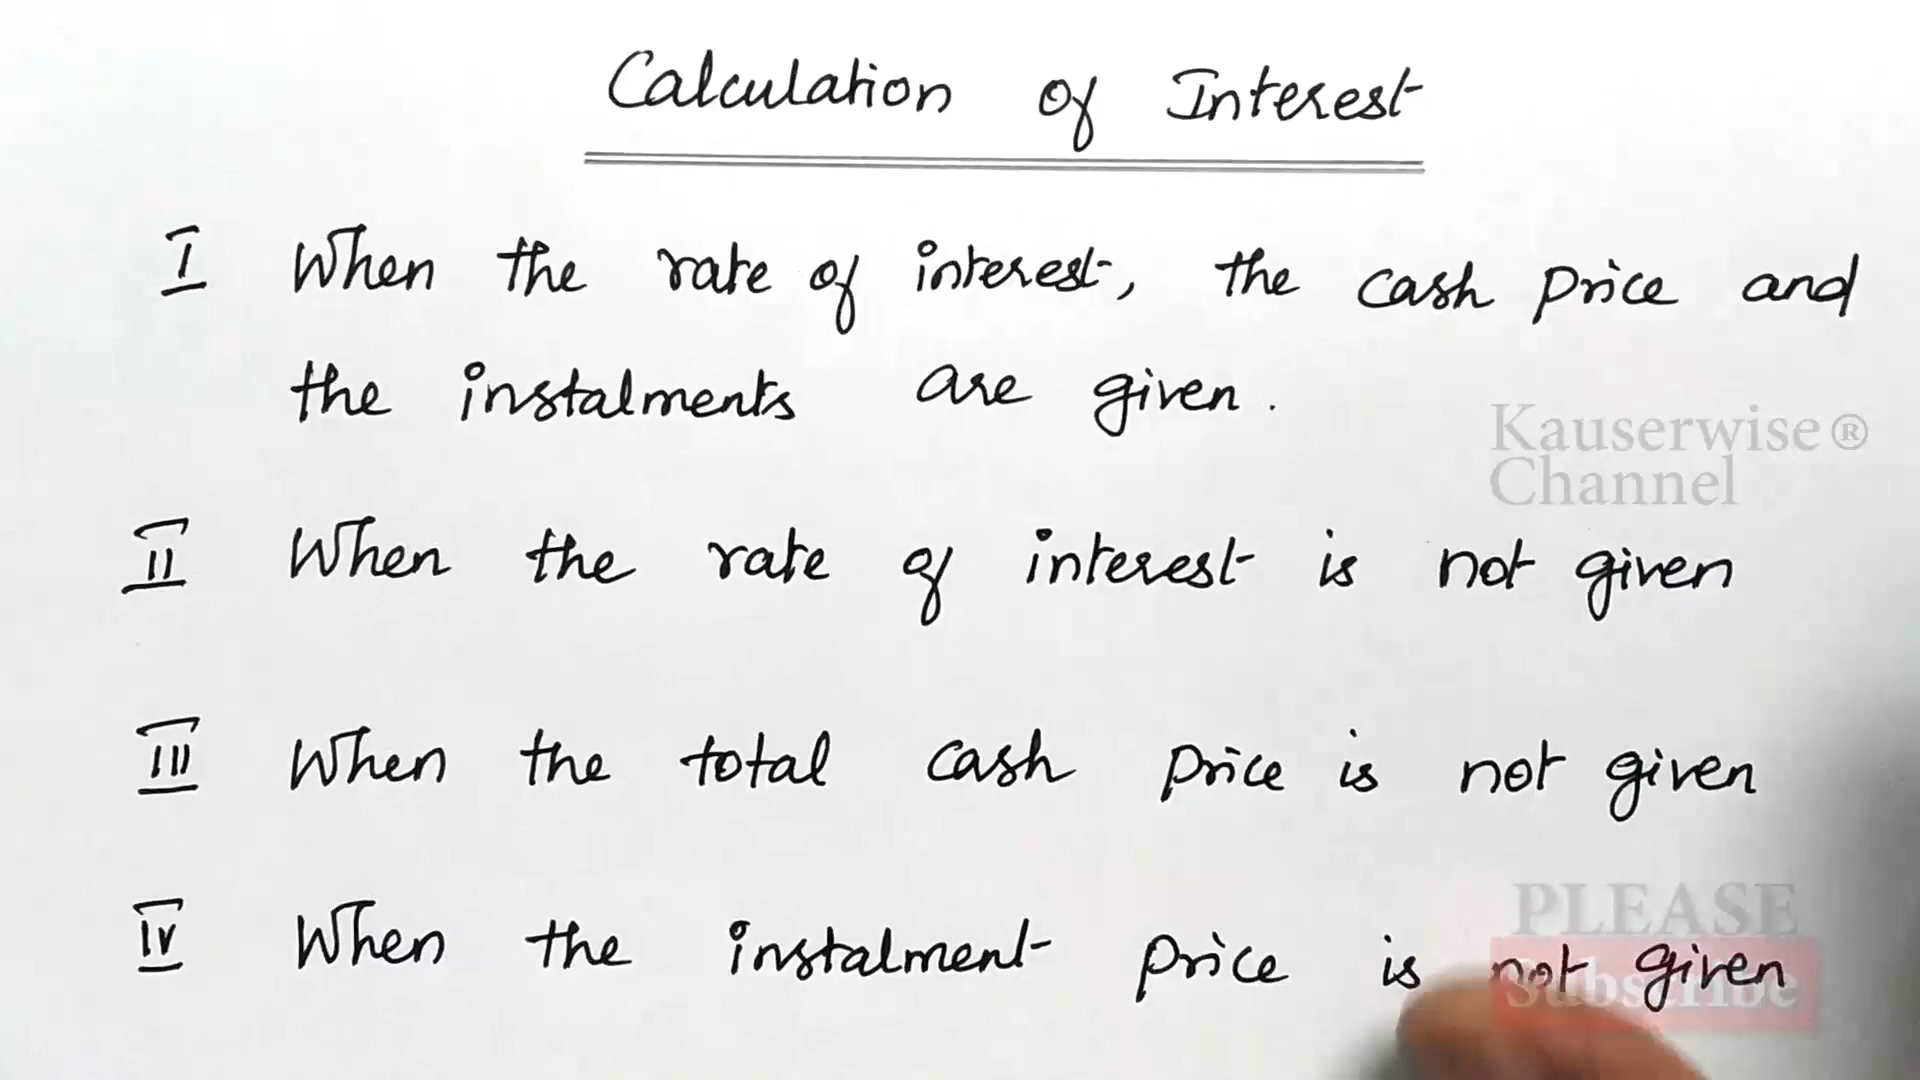 Calculation of Interest
I When the rate of interest, the cash price and
the instalments are given.
Kauserwise®
Channel
II When the rate of interest is not given
III When the total cash price is not given
PLEASE
IV When the instalment price is not given
Subscribe